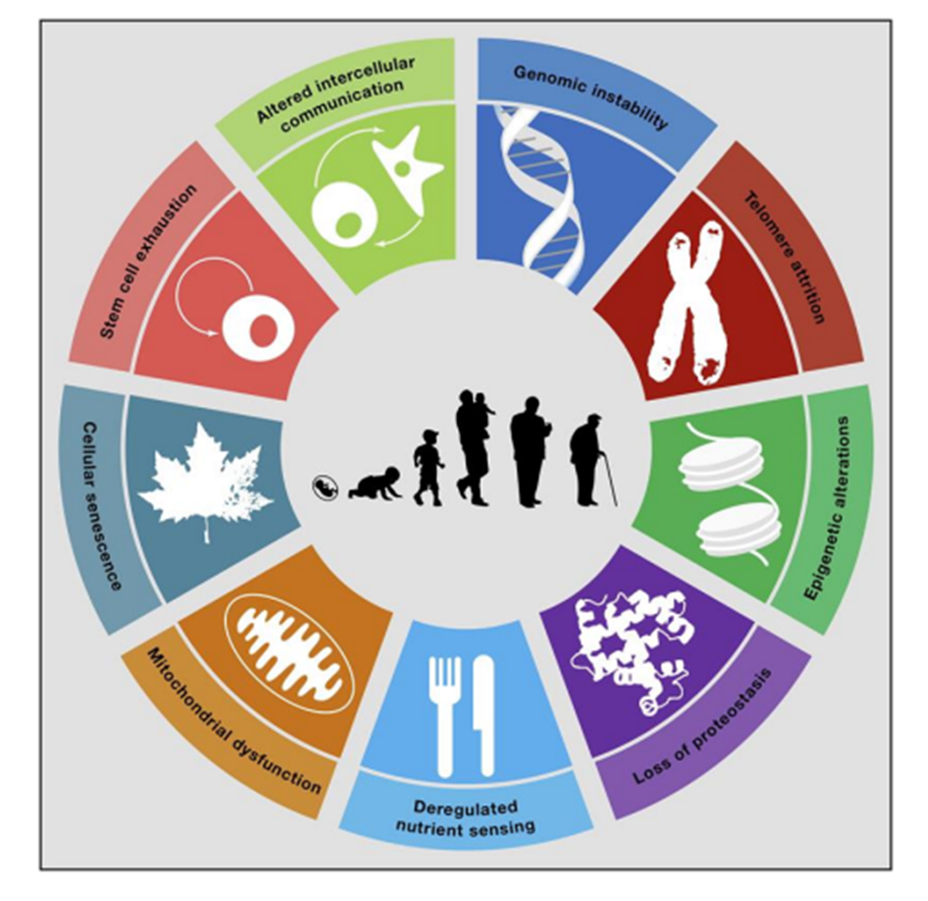 Genomic instability
Telomere attrition
Epigenetic alterations
Loss of proteostasis
Deregulated
nutrient sensing
Mitochondrial dysfunction
Cellular senescence
Stem cell exhaustion
Altered intercellular
communication